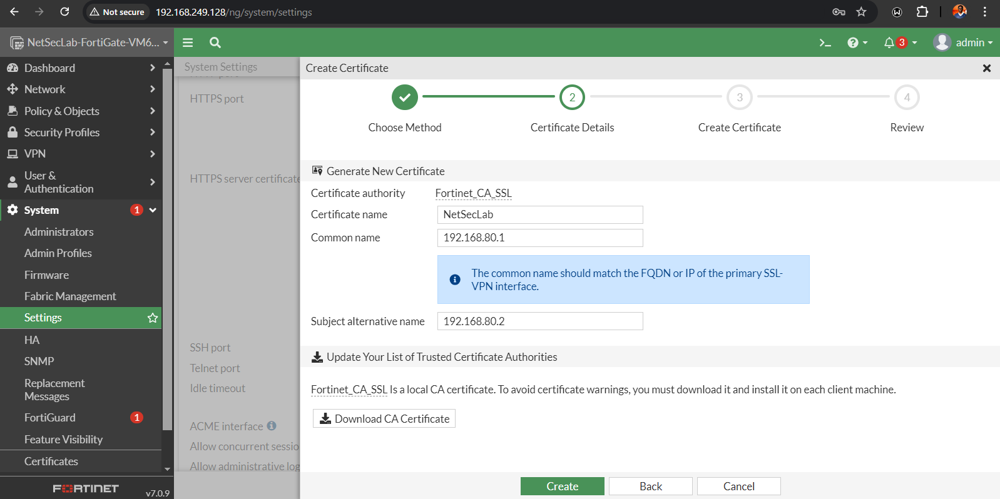 Not secure
192.168.249.128/ng/system/settings
NetSecLab-FortiGate-VM6...
3
admin
Dashboard
Network
Policy & Objects
Security Profiles
VPN
User &
Authentication
System 1
Administrators
Admin Profiles
Firmware
Fabric Management
Settings
HA
SNMP
Replacement
Messages
FortiGuard 1
Feature Visibility
Certificates
FORTINET
v7.0.9
System Settings
HTTPS port
HTTPS server certificate
SSH port
Telnet port
Idle timeout
ACME interface
Allow concurrent sessio
Allow administrative log
Create Certificate
2 3 4
Choose Method Certificate Details Create Certificate Review
Generate New Certificate
Certificate authority Fortinet_CA_SSL
Certificate name NetSecLab
Common name 192.168.80.1
The common name should match the FQDN or IP of the primary SSL-
VPN interface.
Subject alternative name 192.168.80.2
Update Your List of Trusted Certificate Authorities
Fortinet_CA_SSL Is a local CA certificate. To avoid certificate warnings, you must download it and install it on each client machine.
Download CA Certificate
Create Back Cancel